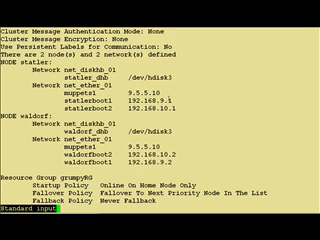 Cluster Message Authentication Mode: None
Cluster Message Encryption: None
Use Persistent Labels for Communication: No
There are 2 node(s) and 2 network(s) defined
NODE statler:
Network net_diskhb_01
statler_dhb /dev/hdisk3
Network net_ether_01
muppets1 9.5.5.10
statlerboot1 192.168.9.1
statlerboot2 192.168.10.1
NODE waldorf:
Network net_diskhb_01
waldorf_dhb /dev/hdisk3
Network net_ether_01
muppets1 9.5.5.10
waldorfboot2 192.168.10.2
waldorfboot1 192.168.9.2
Resource Group grumpyRG
Startup Policy Online On Home Node Only
Fallover Policy Fallover To Next Priority Node In The List
Fallback Policy Never Fallback
Standard input